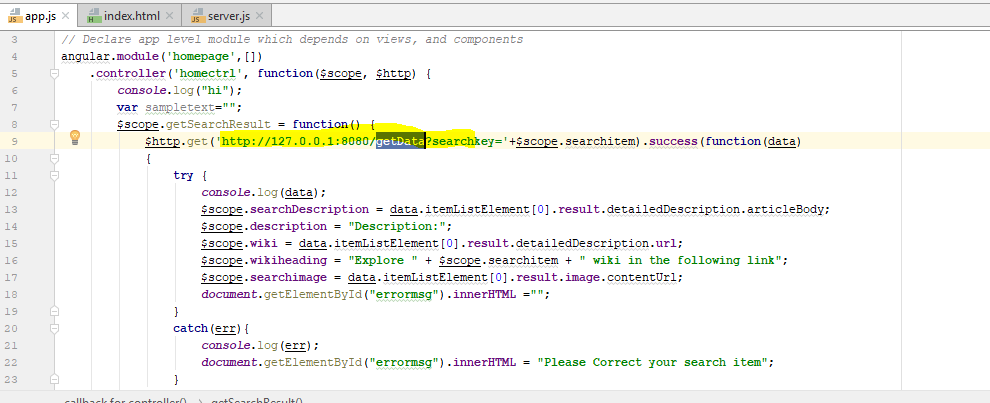 app.js index.html server.js
3 // Declare app level module which depends on views, and components
4 angular.module('homepage',[])
5 .controller('homectrl', function($scope, $http) {
6 console.log("hi");
7 var sampletext="";
8 $scope.getSearchResult = function() {
9 $http.get('http://127.0.0.1:8080/getData?searchkey='+$scope.searchitem).success(function(data)
10 {
11 try {
12 console.log(data);
13 $scope.searchDescription = data.itemListElement[0].result.detailedDescription.articleBody;
14 $scope.description = "Description:";
15 $scope.wiki = data.itemListElement[0].result.detailedDescription.url;
16 $scope.wikiheading = "Explore " + $scope.searchitem + " wiki in the following link";
17 $scope.searchimage = data.itemListElement[0].result.image.contentUrl;
18 document.getElementById("errormsg").innerHTML ="";
19 }
20 catch(err){
21 console.log(err);
22 document.getElementById("errormsg").innerHTML = "Please Correct your search item";
23 }
callback for controller() > getSearchResult()